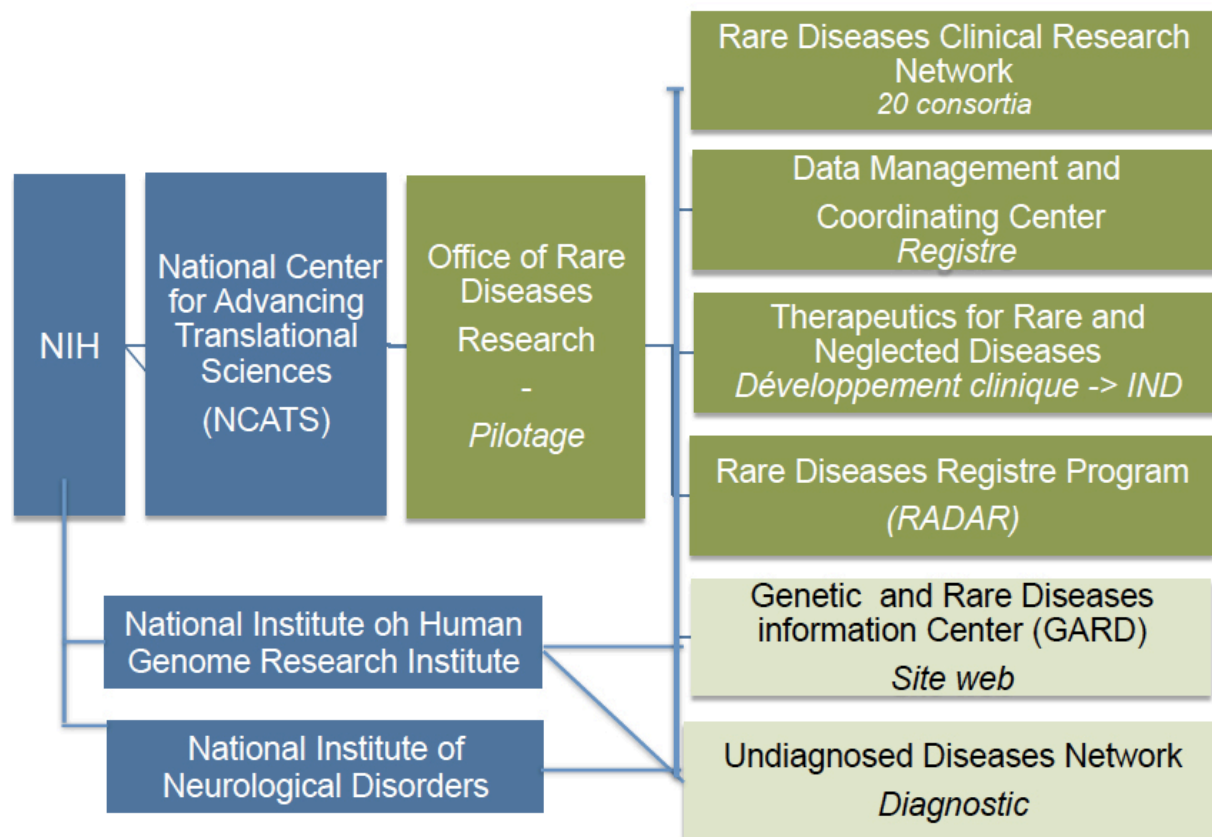 NIH
National Center
for Advancing
Translational
Sciences
(NCATS)
Office of Rare
Diseases
Research
-
Pilotage
Rare Diseases Clinical Research
Network
20 consortia
Data Management and
Coordinating Center
Registre
Therapeutics for Rare and
Neglected Diseases
Développement clinique -> IND
Rare Diseases Registre Program
(RADAR)
Genetic and Rare Diseases
information Center (GARD)
Site web
Undiagnosed Diseases Network
Diagnostic
National Institute oh Human
Genome Research Institute
National Institute of
Neurological Disorders